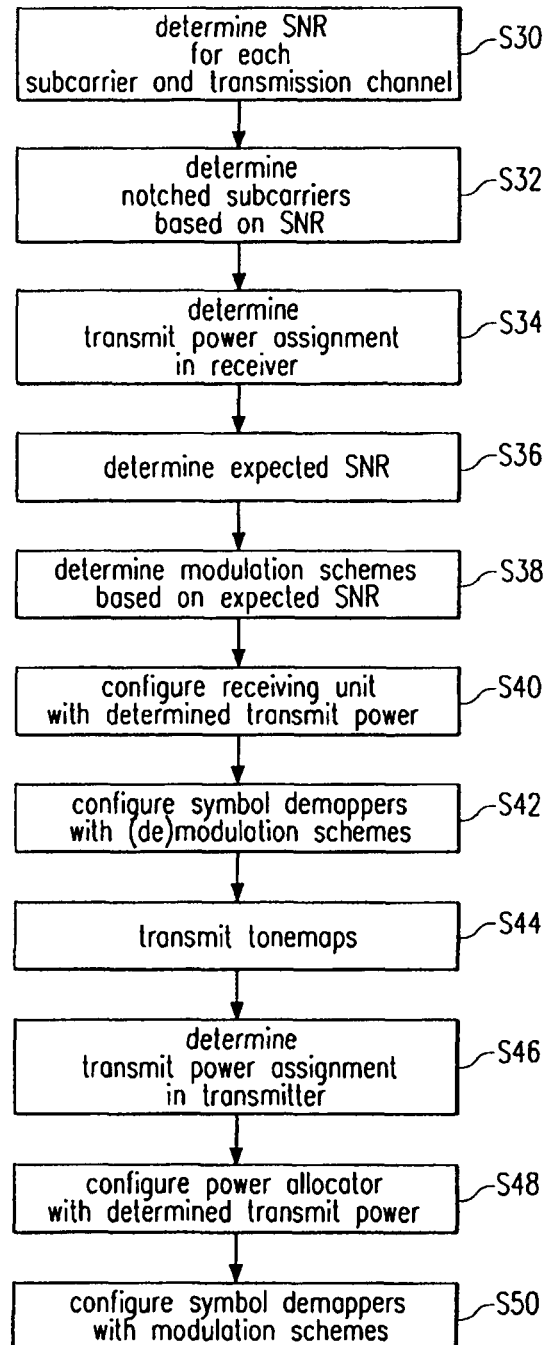 determine SNR
for each
subcarrier and transmission channel
S30
determine
notched subcarriers
based on SNR
S32
determine
transmit power assignment
in receiver
S34
determine expected SNR
S36
determine modulation schemes
based on expected SNR
S38
configure receiving unit
with determined transmit power
S40
configure symbol demappers
with (de)modulation schemes
S42
transmit tonemaps
S44
determine
transmit power assignment
in transmitter
S46
configure power allocator
with determined transmit power
S48
configure symbol demappers
with modulation schemes
S50